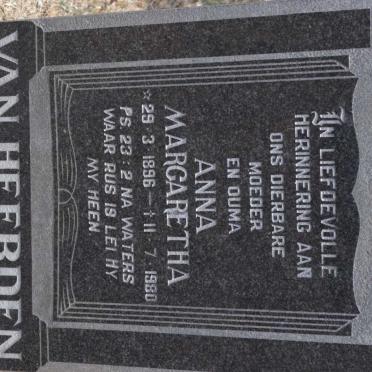 IN LIEFDEVOLLE
HERINNERING AAN
ONS DIERBARE
MOEDER
EN OUMA
ANNA
MARGARETHA
☆ 29 3 1896 - † 11 7 1980
PS 23 : 2 NA WATERS
WAAR RUS IS LEI HY
MY HEEN
VAN HEERDEN